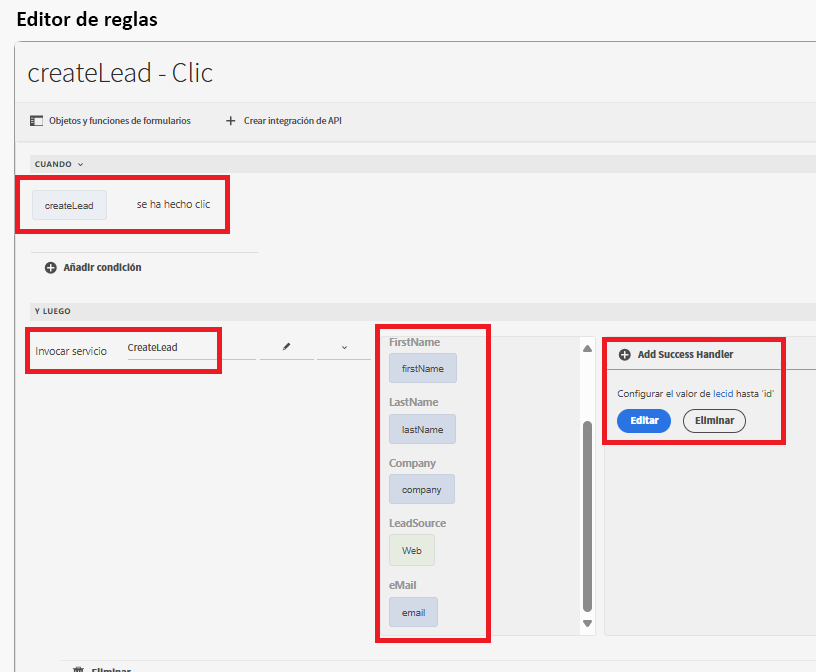 Editor de reglas
createLead - Clic
Objetos y funciones de formularios
Crear integración de API
CUANDO
createLead se ha hecho clic
Añadir condición
Y LUEGO
Invocar servicio CreateLead
FirstName
firstName
LastName
lastName
Company
company
LeadSource
Web
eMail
email
Add Success Handler
Configurar el valor de lecid hasta 'id'
Editar Eliminar
Eliminar